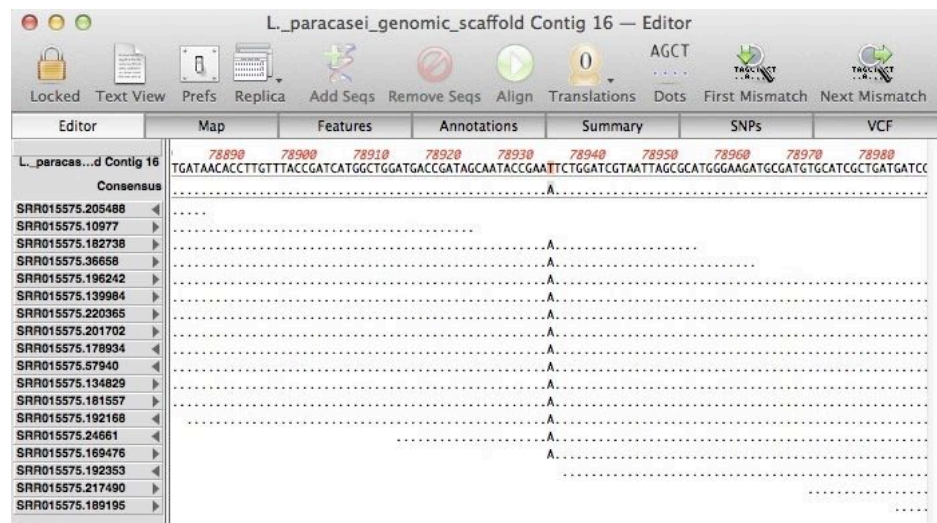 L._paracasei_genomic_scaffold Contig 16 — Editor
0 AGCT
Locked Text View Prefs Replica Add Seqs Remove Seqs Align Translations Dots First Mismatch Next Mismatch
Editor Map Features Annotations Summary SNPs VCF
78890 78900 78910 78920 78930 78940 78950 78960 78970 78980
L._paracas...d Contig 16 TGATAACACCTTGTTTACCGATCATGGCTGGATGACCGATAGCAATACCGAATTCTGGATCGTAATTAGCGCATGGGAAGATGCGATGTGCATCGCTGATGATCC
Consensus A
SRR015575.205488
SRR015575.10977
SRR015575.182738 A
SRR015575.36658 A
SRR015575.196242 A
SRR015575.139984 A
SRR015575.220365 A
SRR015575.201702 A
SRR015575.178934 A
SRR015575.57940 A
SRR015575.134829 A
SRR015575.181557 A
SRR015575.192168 A
SRR015575.24661 A
SRR015575.169476 A
SRR015575.192353
SRR015575.217490
SRR015575.189195